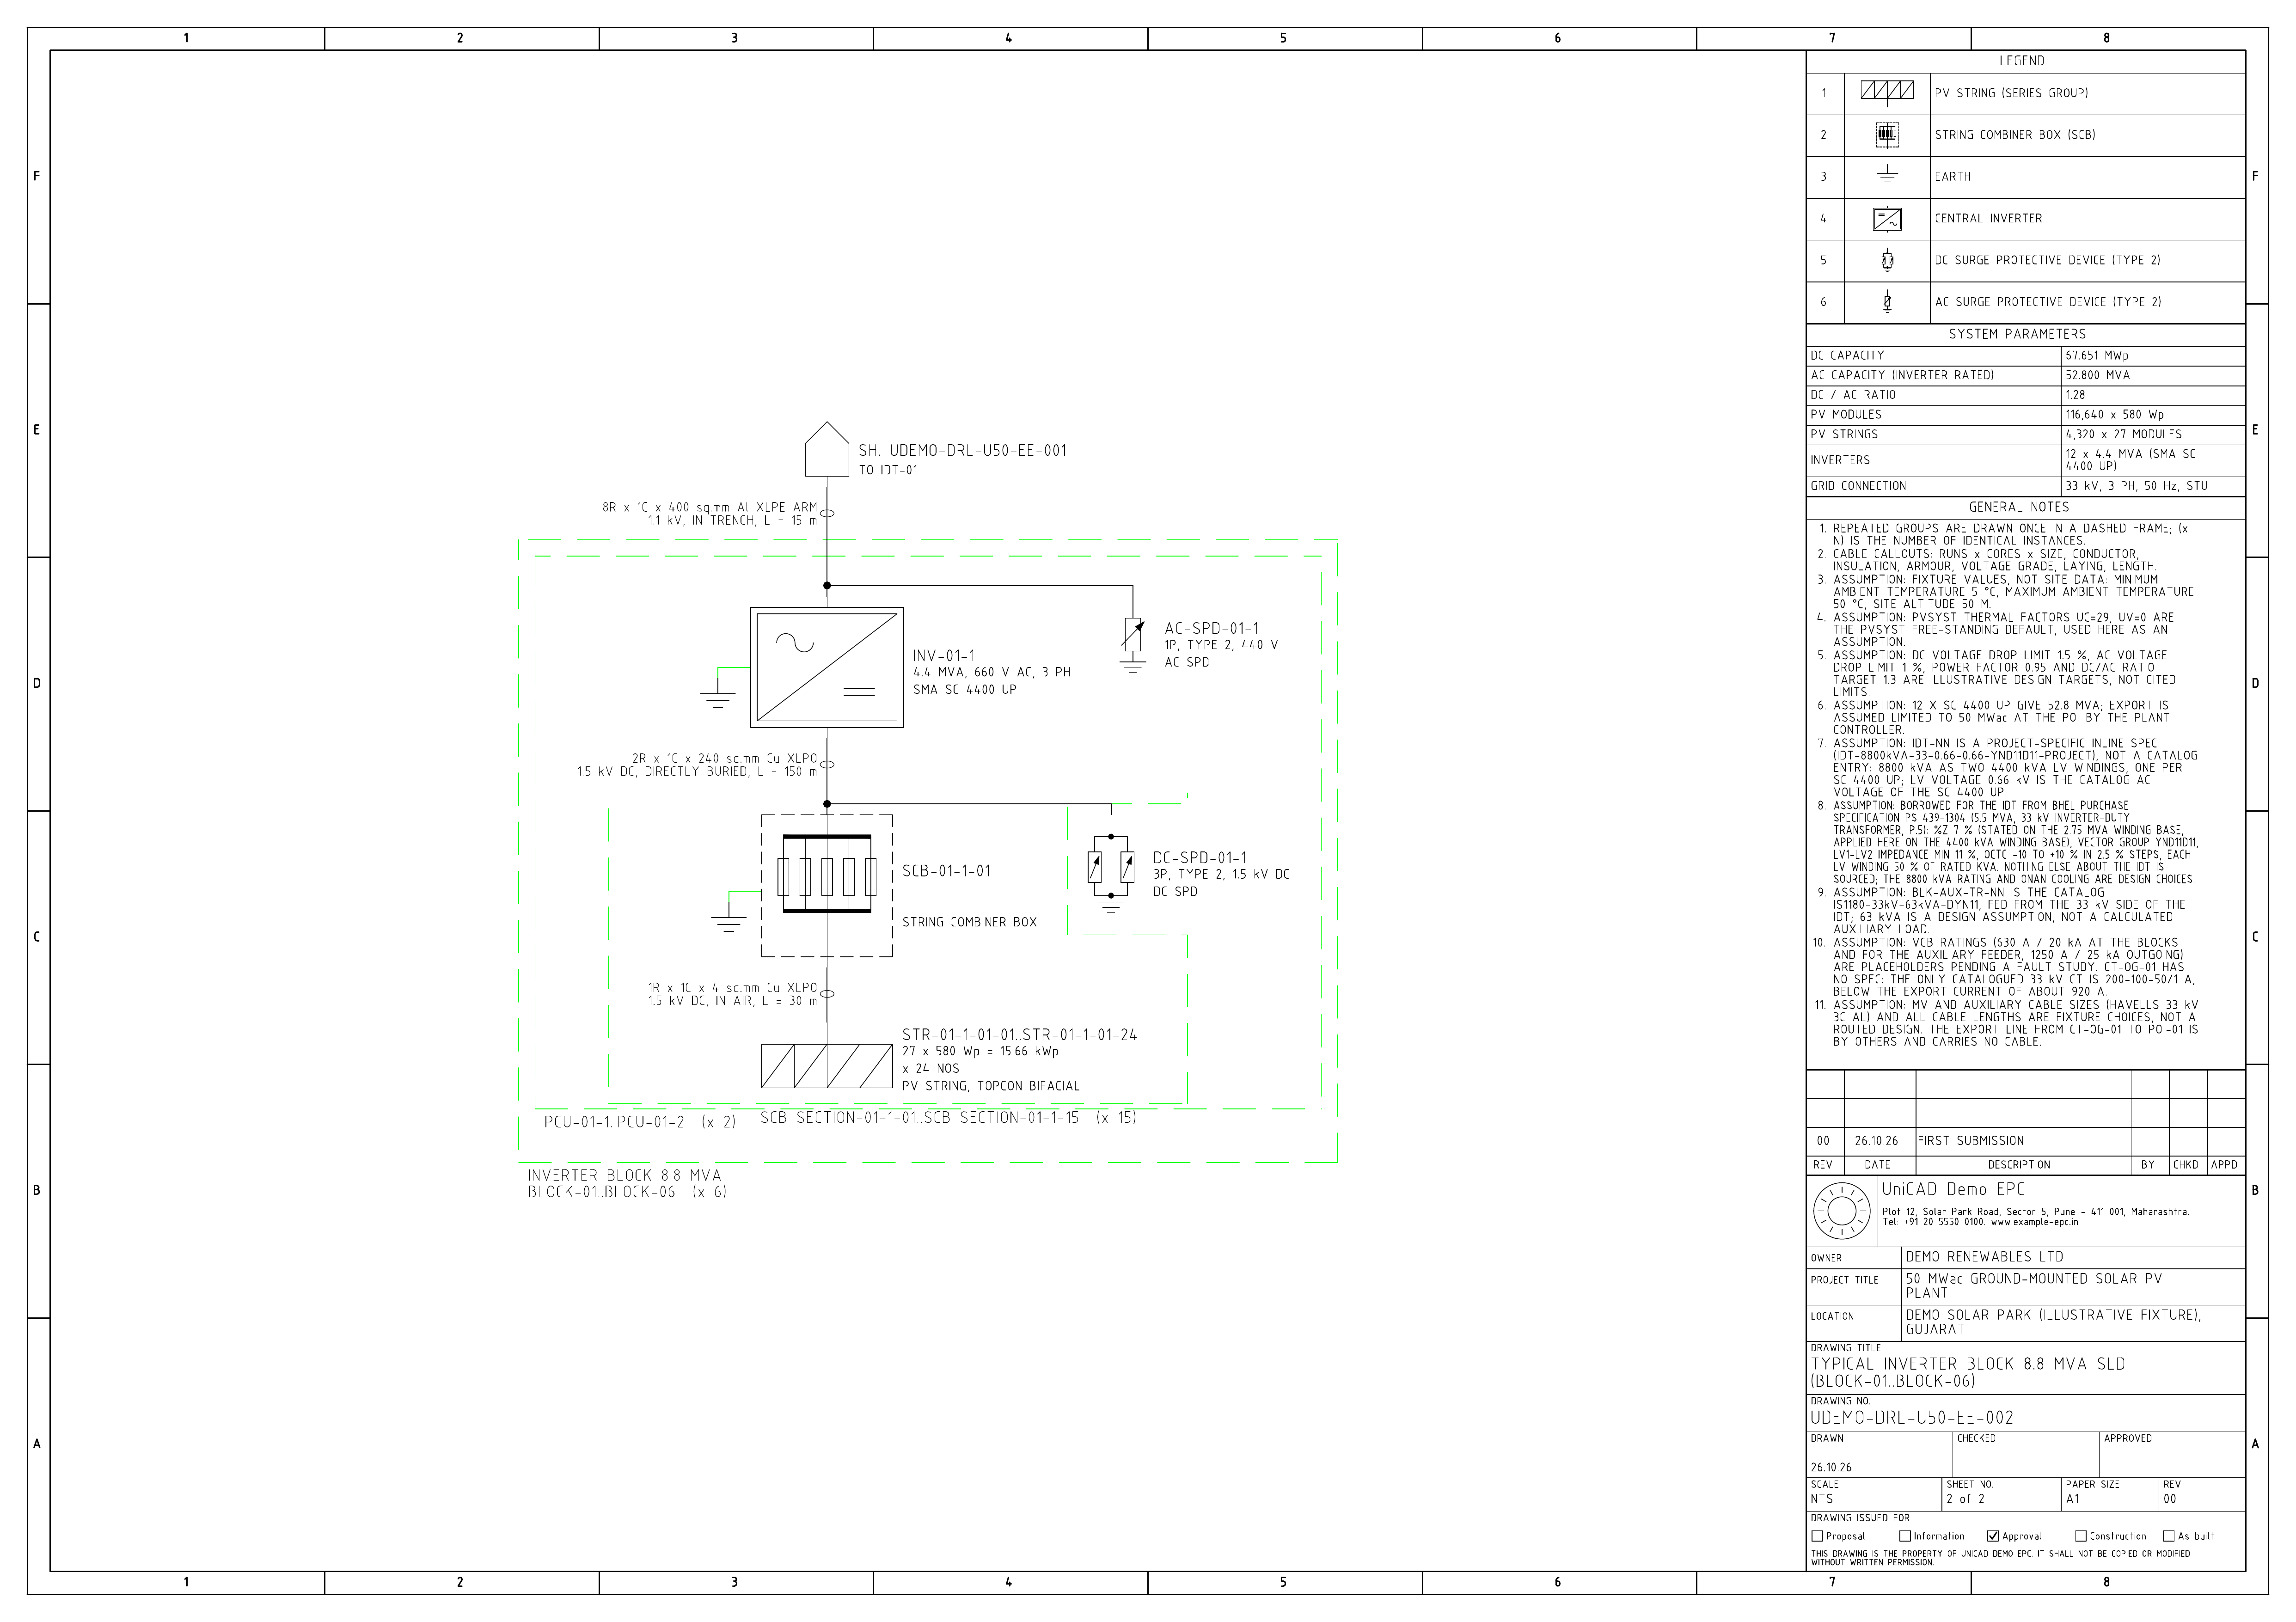 1 2 3 4 5 6 7 8
F
E
D
C
B
A
SH. UDEMO-DRL-U50-EE-001
TO IDT-01
8R x 1C x 400 sq.mm Al XLPE ARM
1.1 kV, IN TRENCH, L = 15 m
AC-SPD-01-1
1P, TYPE 2, 440 V
AC SPD
INV-01-1
4.4 MVA, 660 V AC, 3 PH
SMA SC 4400 UP
2R x 1C x 240 sq.mm Cu XLPO
1.5 kV DC, DIRECTLY BURIED, L = 150 m
DC-SPD-01-1
3P, TYPE 2, 1.5 kV DC
DC SPD
SCB-01-1-01
STRING COMBINER BOX
1R x 1C x 4 sq.mm Cu XLPO
1.5 kV DC, IN AIR, L = 30 m
STR-01-1-01-01..STR-01-1-01-24
27 x 580 Wp = 15.66 kWp
x 24 NOS
PV STRING, TOPCON BIFACIAL
PCU-01-1..PCU-01-2 (x 2)
SCB SECTION-01-1-01..SCB SECTION-01-1-15 (x 15)
INVERTER BLOCK 8.8 MVA
BLOCK-01..BLOCK-06 (x 6)
LEGEND
1 PV STRING (SERIES GROUP)
2 STRING COMBINER BOX (SCB)
3 EARTH
4 CENTRAL INVERTER
5 DC SURGE PROTECTIVE DEVICE (TYPE 2)
6 AC SURGE PROTECTIVE DEVICE (TYPE 2)
SYSTEM PARAMETERS
DC CAPACITY 67.651 MWp
AC CAPACITY (INVERTER RATED) 52.800 MVA
DC / AC RATIO 1.28
PV MODULES 116,640 x 580 Wp
PV STRINGS 4,320 x 27 MODULES
INVERTERS 12 x 4.4 MVA (SMA SC
4400 UP)
GRID CONNECTION 33 kV, 3 PH, 50 Hz, STU
GENERAL NOTES
1. REPEATED GROUPS ARE DRAWN ONCE IN A DASHED FRAME; (x
N) IS THE NUMBER OF IDENTICAL INSTANCES.
2. CABLE CALLOUTS: RUNS x CORES x SIZE, CONDUCTOR,
INSULATION, ARMOUR, VOLTAGE GRADE, LAYING, LENGTH.
3. ASSUMPTION: FIXTURE VALUES, NOT SITE DATA: MINIMUM
AMBIENT TEMPERATURE 5 °C, MAXIMUM AMBIENT TEMPERATURE
50 °C, SITE ALTITUDE 50 M.
4. ASSUMPTION: PVSYST THERMAL FACTORS UC=29, UV=0 ARE
THE PVSYST FREE-STANDING DEFAULT, USED HERE AS AN
ASSUMPTION.
5. ASSUMPTION: DC VOLTAGE DROP LIMIT 1.5 %, AC VOLTAGE
DROP LIMIT 1 %, POWER FACTOR 0.95 AND DC/AC RATIO
TARGET 1.3 ARE ILLUSTRATIVE DESIGN TARGETS, NOT CITED
LIMITS.
6. ASSUMPTION: 12 X SC 4400 UP GIVE 52.8 MVA; EXPORT IS
ASSUMED LIMITED TO 50 MWac AT THE POI BY THE PLANT
CONTROLLER.
7. ASSUMPTION: IDT-NN IS A PROJECT-SPECIFIC INLINE SPEC
(IDT-8800kVA-33-0.66-0.66-YND11D11-PROJECT), NOT A CATALOG
ENTRY: 8800 kVA AS TWO 4400 kVA LV WINDINGS, ONE PER
SC 4400 UP; LV VOLTAGE 0.66 kV IS THE CATALOG AC
VOLTAGE OF THE SC 4400 UP.
8. ASSUMPTION: BORROWED FOR THE IDT FROM BHEL PURCHASE
SPECIFICATION PS 439-1304 (5.5 MVA, 33 kV INVERTER-DUTY
TRANSFORMER, P.5): %Z 7 % (STATED ON THE 2.75 MVA WINDING BASE,
APPLIED HERE ON THE 4400 kVA WINDING BASE), VECTOR GROUP YND11D11,
LV1-LV2 IMPEDANCE MIN 11 %, OCTC -10 TO +10 % IN 2.5 % STEPS, EACH
LV WINDING 50 % OF RATED KVA. NOTHING ELSE ABOUT THE IDT IS
SOURCED; THE 8800 kVA RATING AND ONAN COOLING ARE DESIGN CHOICES.
9. ASSUMPTION: BLK-AUX-TR-NN IS THE CATALOG
IS1180-33kV-63kVA-DYN11, FED FROM THE 33 kV SIDE OF THE
IDT; 63 kVA IS A DESIGN ASSUMPTION, NOT A CALCULATED
AUXILIARY LOAD.
10. ASSUMPTION: VCB RATINGS (630 A / 20 kA AT THE BLOCKS
AND FOR THE AUXILIARY FEEDER, 1250 A / 25 kA OUTGOING)
ARE PLACEHOLDERS PENDING A FAULT STUDY. CT-OG-01 HAS
NO SPEC: THE ONLY CATALOGUED 33 kV CT IS 200-100-50/1 A,
BELOW THE EXPORT CURRENT OF ABOUT 920 A.
11. ASSUMPTION: MV AND AUXILIARY CABLE SIZES (HAVELLS 33 kV
3C AL) AND ALL CABLE LENGTHS ARE FIXTURE CHOICES, NOT A
ROUTED DESIGN. THE EXPORT LINE FROM CT-OG-01 TO POI-01 IS
BY OTHERS AND CARRIES NO CABLE.
00 26.10.26 FIRST SUBMISSION
REV DATE DESCRIPTION BY CHKD APPD
UniCAD Demo EPC
Plot 12, Solar Park Road, Sector 5, Pune - 411 001, Maharashtra.
Tel: +91 20 5550 0100. www.example-epc.in
OWNER DEMO RENEWABLES LTD
PROJECT TITLE 50 MWac GROUND-MOUNTED SOLAR PV
PLANT
LOCATION DEMO SOLAR PARK (ILLUSTRATIVE FIXTURE),
GUJARAT
DRAWING TITLE
TYPICAL INVERTER BLOCK 8.8 MVA SLD
(BLOCK-01..BLOCK-06)
DRAWING NO.
UDEMO-DRL-U50-EE-002
DRAWN CHECKED APPROVED
26.10.26
SCALE SHEET NO. PAPER SIZE REV
NTS 2 of 2 A1 00
DRAWING ISSUED FOR
Proposal Information Approval Construction As built
THIS DRAWING IS THE PROPERTY OF UNICAD DEMO EPC. IT SHALL NOT BE COPIED OR MODIFIED
WITHOUT WRITTEN PERMISSION.
F
E
D
C
B
A
1 2 3 4 5 6 7 8